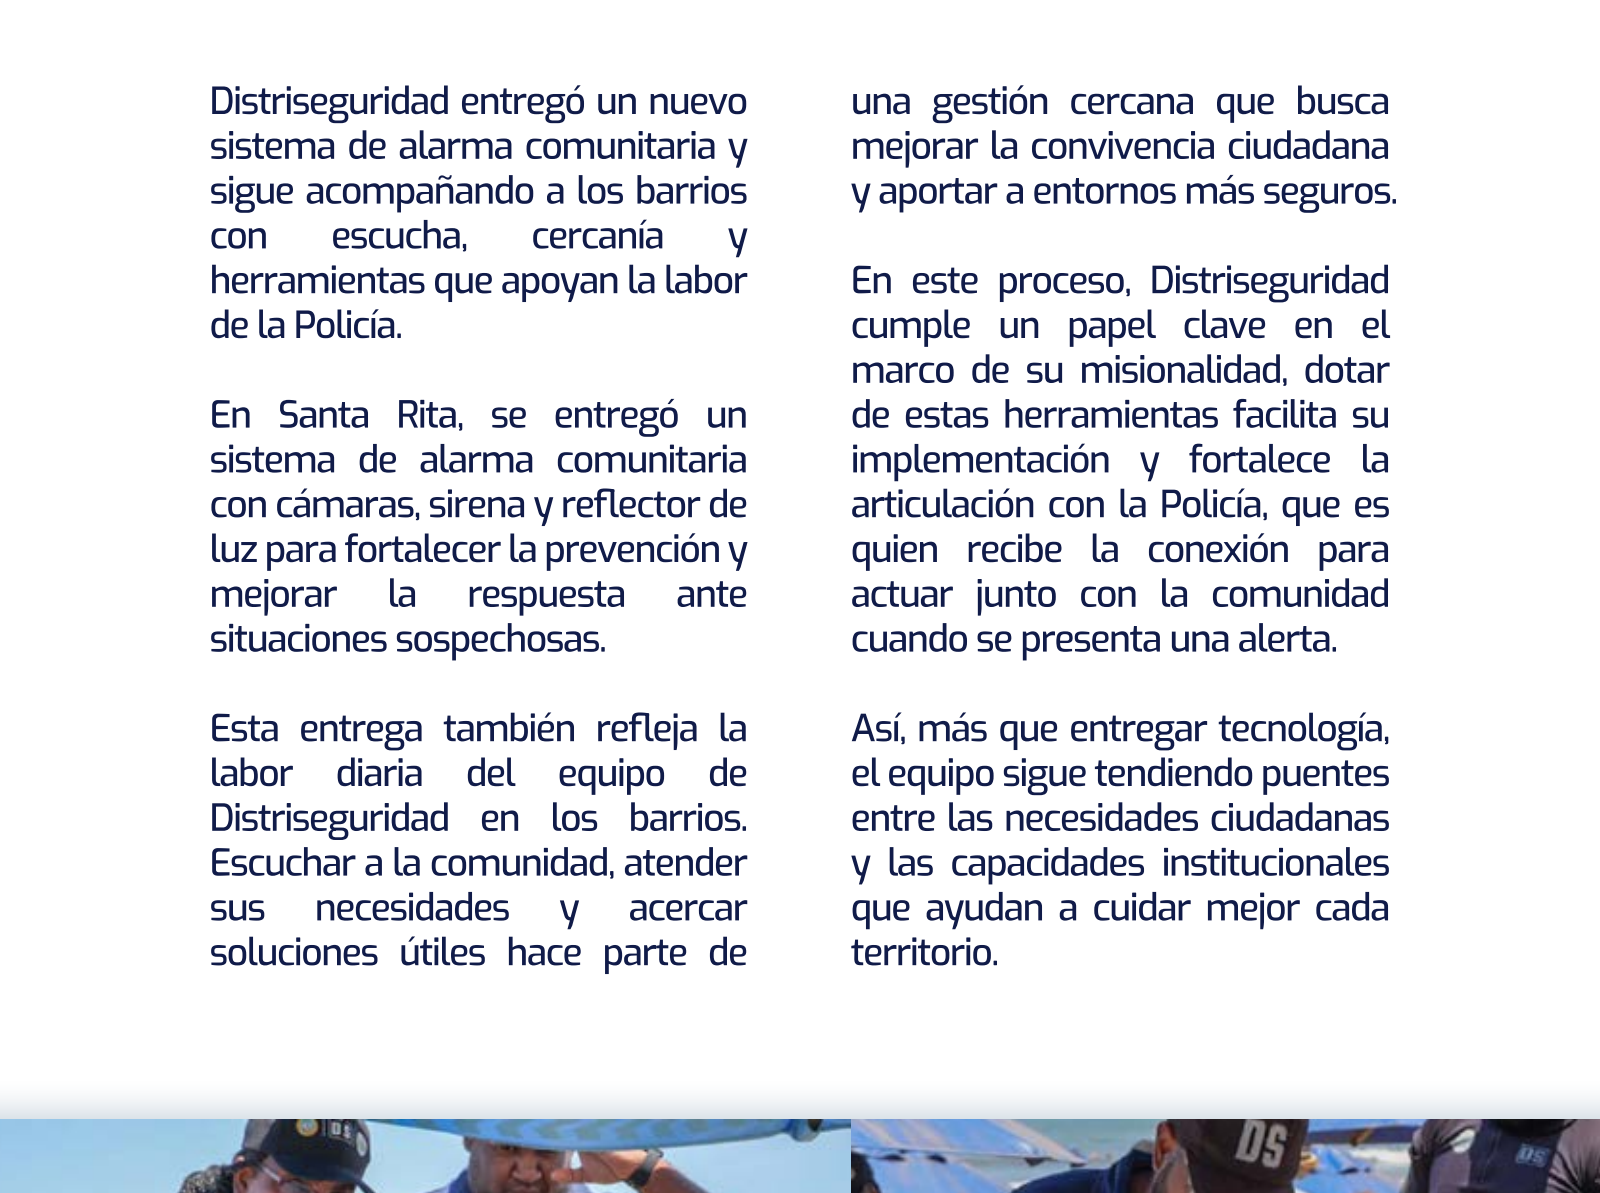 Distriseguridad entregó un nuevo
sistema de alarma comunitaria y
sigue acompañando a los barrios
con escucha, cercanía y
herramientas que apoyan la labor
de la Policía.
En Santa Rita, se entregó un
sistema de alarma comunitaria
con cámaras, sirena y reflector de
luz para fortalecer la prevención y
mejorar la respuesta ante
situaciones sospechosas.
Esta entrega también refleja la
labor diaria del equipo de
Distriseguridad en los barrios.
Escuchar a la comunidad, atender
sus necesidades y acercar
soluciones útiles hace parte de
una gestión cercana que busca
mejorar la convivencia ciudadana
y aportar a entornos más seguros.
En este proceso, Distriseguridad
cumple un papel clave en el
marco de su misionalidad, dotar
de estas herramientas facilita su
implementación y fortalece la
articulación con la Policía, que es
quien recibe la conexión para
actuar junto con la comunidad
cuando se presenta una alerta.
Así, más que entregar tecnología,
el equipo sigue tendiendo puentes
entre las necesidades ciudadanas
y las capacidades institucionales
que ayudan a cuidar mejor cada
territorio.
DS
DS
DS